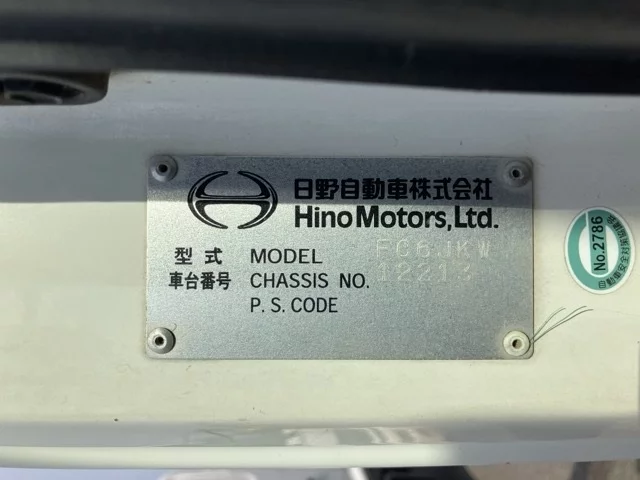 日野自動車株式会社
Hino Motors, Ltd.
型式 MODEL FC6JKW
車台番号 CHASSIS NO. 12213
P. S. CODE
No.2786